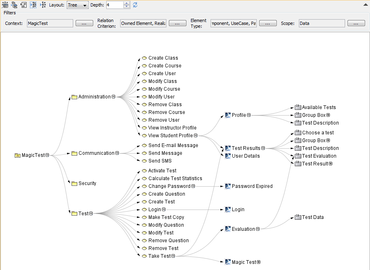 Layout: Tree Depth: 4
Filters
Context: MagicTest Relation Criterion: Owned Element, Realiz Element Type: mponent, UseCase, Pa Scope: Data
Create Class
Create Course
Create User
Modify Class
Administration Modify Course
Modify User
Remove Class
Remove Course
Remove User
View Instructor Profile
View Student Profile
Profile
Available Tests
Group Box
Test Description
Choose a test
Group Box
Test Description
Test Evaluation
Test Result
Test Results
User Details
MagicTest
Communication
Send E-mail Message
Send Message
Send SMS
Security
Activate Test
Calculate Test Statistics
Change Password Password Expired
Create Question
Create Test
Login Login
Test
Make Test Copy
Test Data
Modify Question
Modify Test Evaluation
Remove Question
Remove Test
Take Test Magic Test